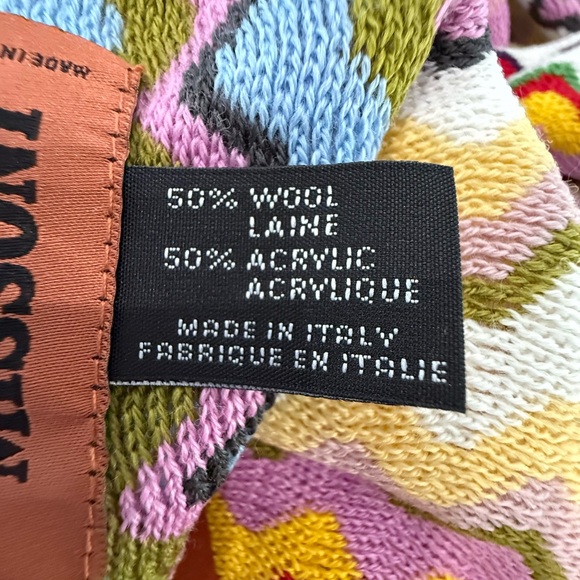 MADE IN
MISSONI
50% WOOL
LAINE
50% ACRYLIC
ACRYLIQUE
MADE IN ITALY
FABRIQUE EN ITALIE